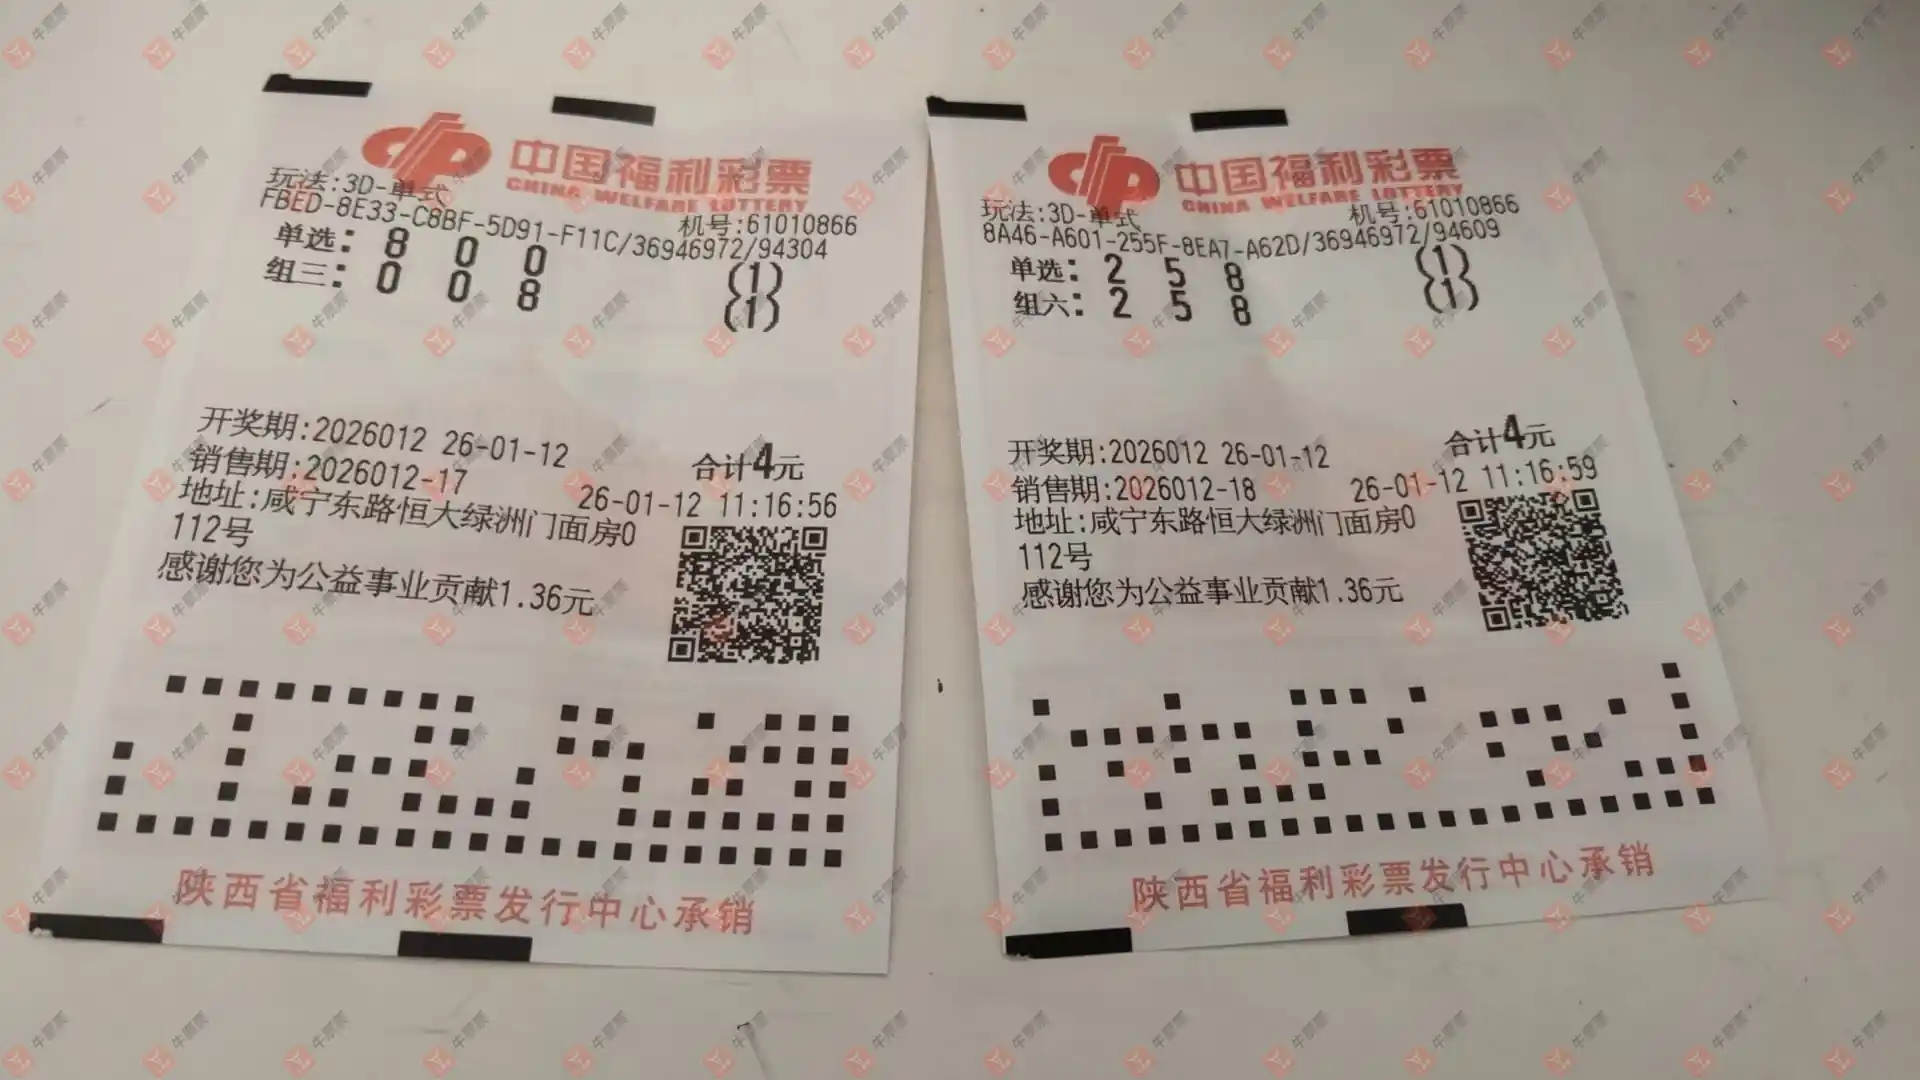 中国福利彩票
CHINA WELFARE LOTTERY
玩法:3D-单式
机号:61010866
FBED-8E33-C8BF-5D91-F11C/36946972/94304
单选: 8 0 0 (1)
组三: 0 0 8 (1)
开奖期:2026012 26-01-12
合计4元
销售期:2026012-17
26-01-12 11:16:56
地址:咸宁东路恒大绿洲门面房0
112号
感谢您为公益事业贡献1.36元
陕西省福利彩票发行中心承销
中国福利彩票
CHINA WELFARE LOTTERY
玩法:3D-单式
机号:61010866
8A46-A601-255F-8EA7-A62D/36946972/94609
单选: 2 5 8 (1)
组六: 2 5 8 (1)
开奖期:2026012 26-01-12
合计4元
销售期:2026012-18
26-01-12 11:16:59
地址:咸宁东路恒大绿洲门面房0
112号
感谢您为公益事业贡献1.36元
陕西省福利彩票发行中心承销